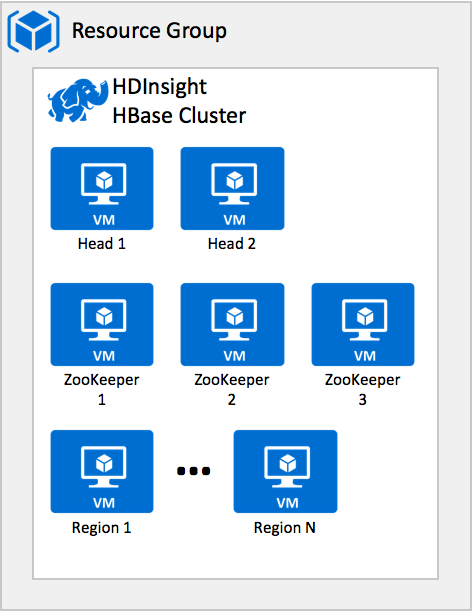 Resource Group
HDInsight
HBase Cluster
VM
VM
Head 1
Head 2
VM
VM
VM
ZooKeeper
1
ZooKeeper
2
ZooKeeper
3
VM
...
VM
Region 1
Region N